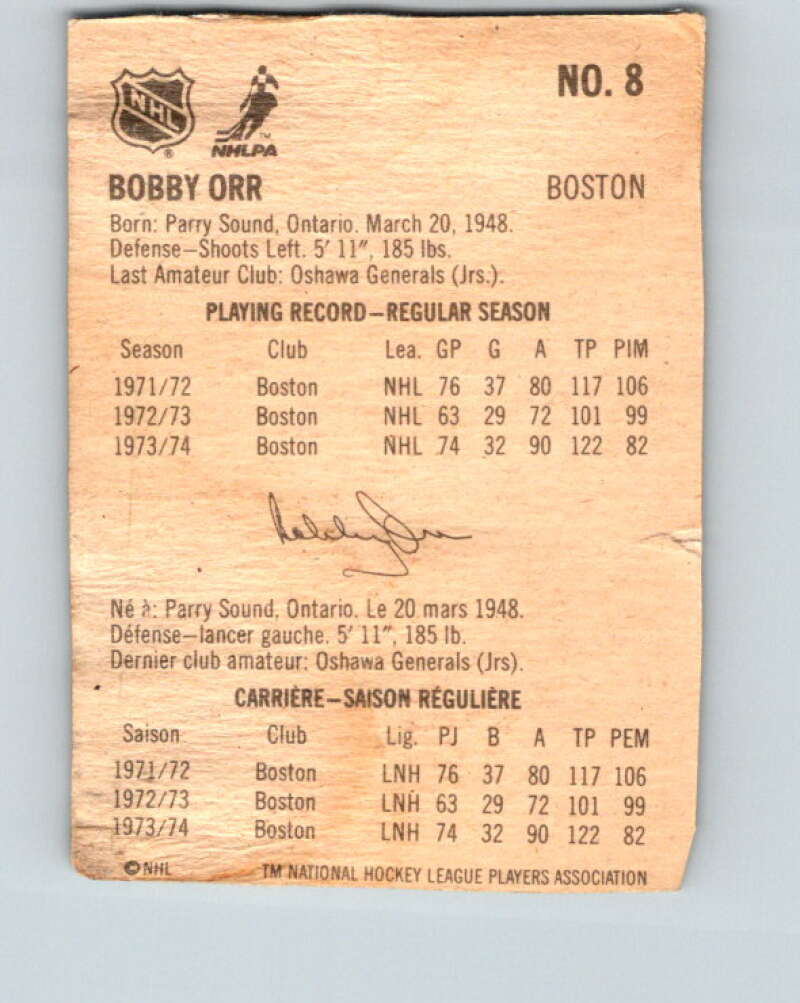 NO. 8
NHL
®
TM
NHLPA
BOBBY ORR BOSTON
Born: Parry Sound, Ontario. March 20, 1948.
Defense—Shoots Left. 5′ 11″, 185 lbs.
Last Amateur Club: Oshawa Generals (Jrs.).
PLAYING RECORD—REGULAR SEASON
Season Club Lea. GP G A TP PIM
1971/72 Boston NHL 76 37 80 117 106
1972/73 Boston NHL 63 29 72 101 99
1973/74 Boston NHL 74 32 90 122 82
Bobby Orr
Né à: Parry Sound, Ontario. Le 20 mars 1948.
Défense—lancer gauche. 5′ 11″, 185 lb.
Dernier club amateur: Oshawa Generals (Jrs).
CARRIÈRE—SAISON RÉGULIÈRE
Saison Club Lig. PJ B A TP PEM
1971/72 Boston LNH 76 37 80 117 106
1972/73 Boston LNH 63 29 72 101 99
1973/74 Boston LNH 74 32 90 122 82
©NHL TM NATIONAL HOCKEY LEAGUE PLAYERS ASSOCIATION